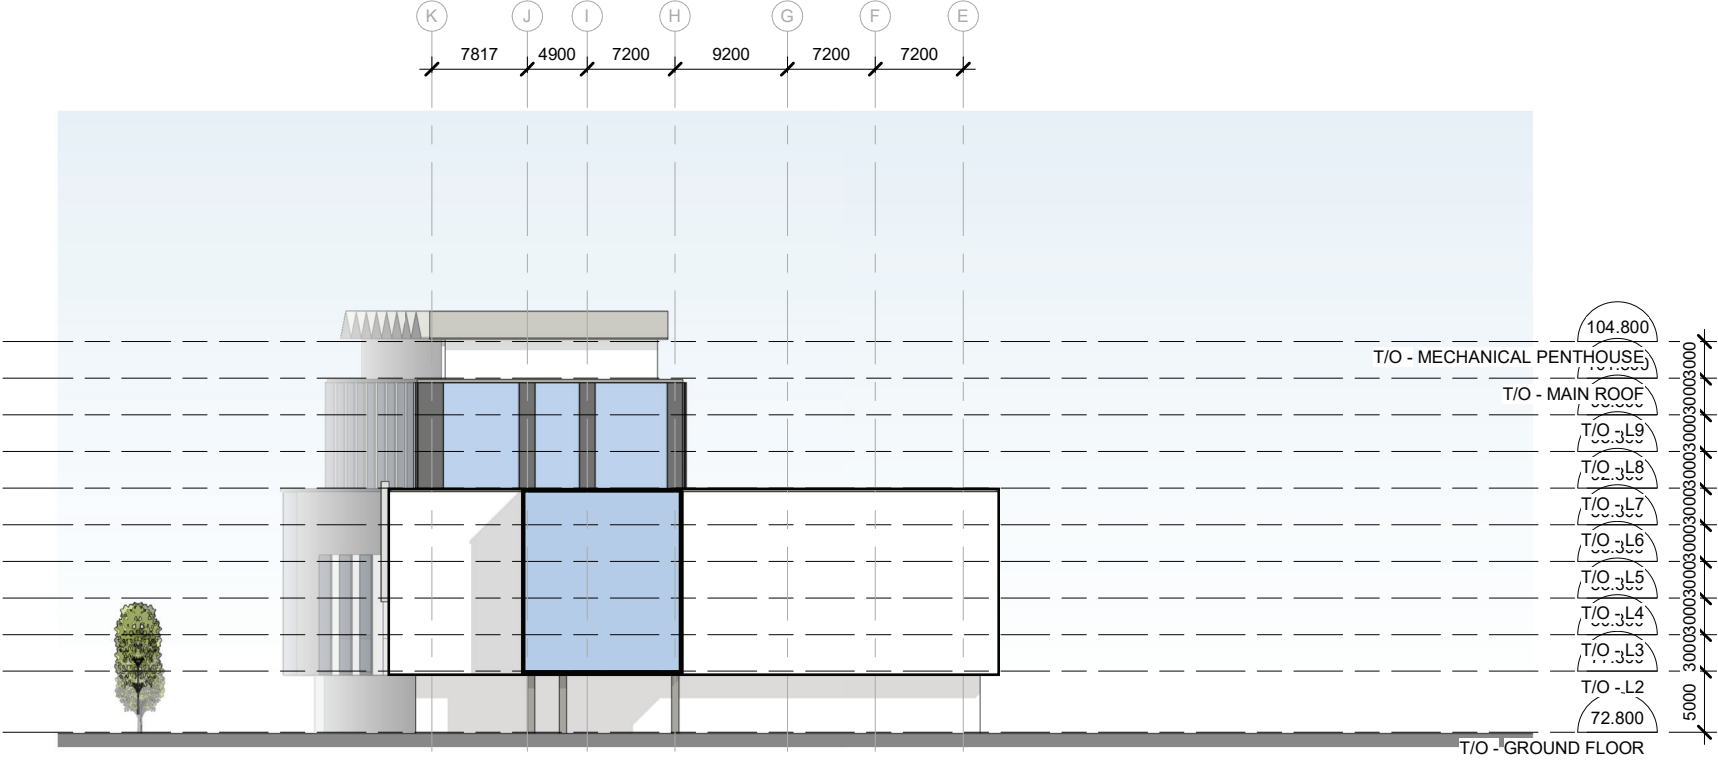 K J I H G F E
7817 4900 7200 9200 7200 7200
104.800
T/O - MECHANICAL PENTHOUSE
3000
T/O - MAIN ROOF
3000
T/O - L9
3000
T/O - L8
3000
T/O - L7
3000
T/O - L6
3000
T/O - L5
3000
T/O - L4
3000
T/O - L3
3000
T/O - L2
5000
72.800
T/O - GROUND FLOOR